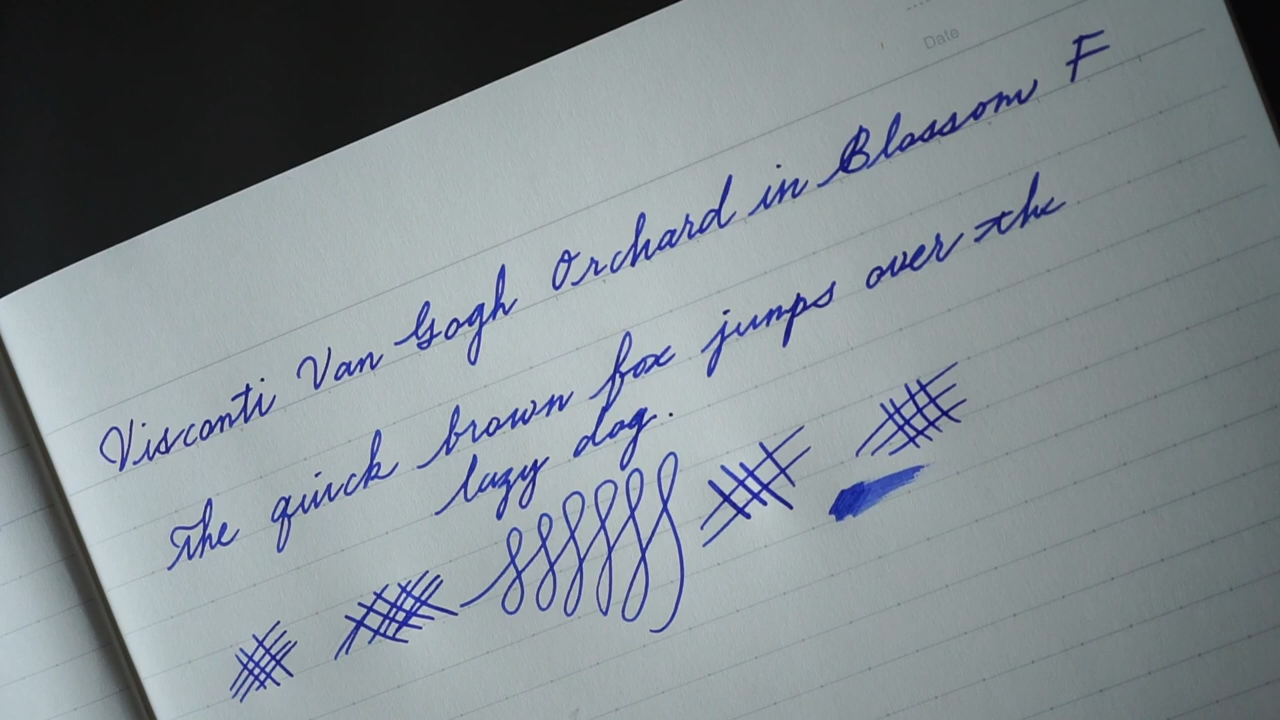 Date
Visconti Van Gogh Orchard in Blossom F
The quick brown fox jumps over the
lazy dog.